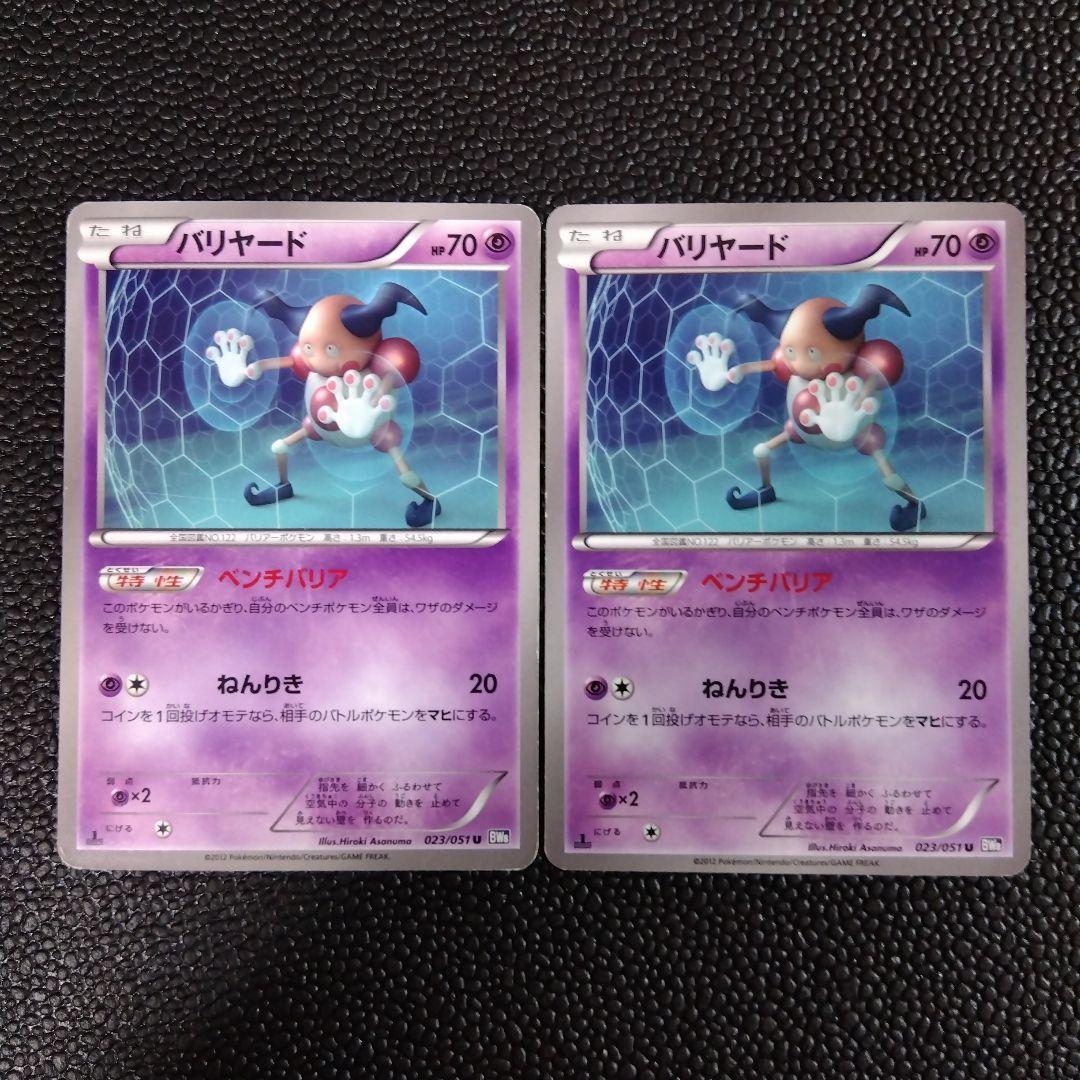 たね バリヤード HP70
全国図鑑NO.122 バリアーポケモン 高さ：1.3m 重さ：54.5kg
とくせい
特性 ベンチバリア
このポケモンがいるかぎり、自分のベンチポケモン全員は、ワザのダメージ
を受けない。
ねんりき 20
コインを1回投げオモテなら、相手のバトルポケモンをマヒにする。
弱点 抵抗力
×2
にげる
指先を 細かく ふるわせて
空気中の 分子の 動きを 止めて
見えない壁を 作るのだ。
1
Illus.Hiroki Asanuma 023/051 U BW8
©2012 Pokémon/Nintendo/Creatures/GAME FREAK.
たね バリヤード HP70
全国図鑑NO.122 バリアーポケモン 高さ：1.3m 重さ：54.5kg
とくせい
特性 ベンチバリア
このポケモンがいるかぎり、自分のベンチポケモン全員は、ワザのダメージ
を受けない。
ねんりき 20
コインを1回投げオモテなら、相手のバトルポケモンをマヒにする。
弱点 抵抗力
×2
にげる
指先を 細かく ふるわせて
空気中の 分子の 動きを 止めて
見えない壁を 作るのだ。
1
Illus.Hiroki Asanuma 023/051 U BW8
©2012 Pokémon/Nintendo/Creatures/GAME FREAK.